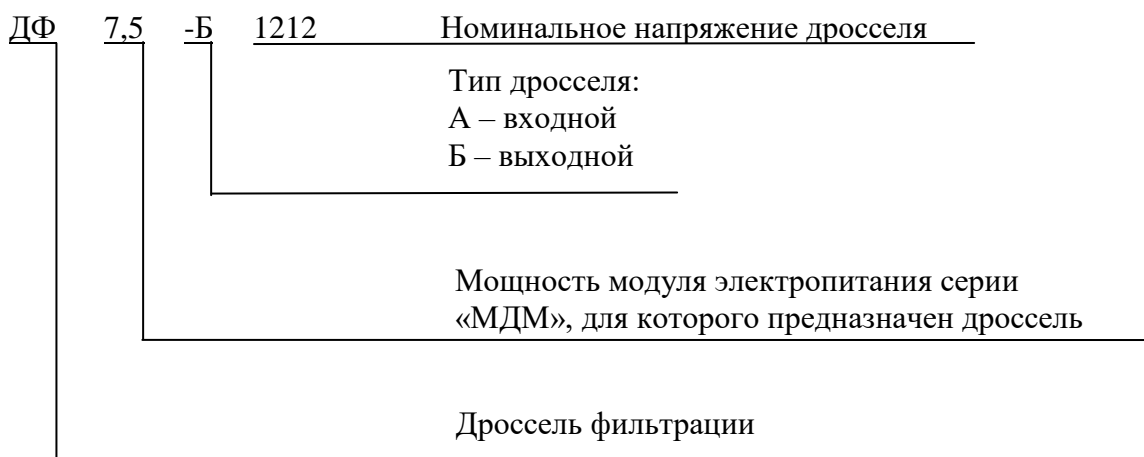 ДФ 7,5 -Б 1212 Номинальное напряжение дросселя
Тип дросселя:
А – входной
Б – выходной
Мощность модуля электропитания серии
«МДМ», для которого предназначен дроссель
Дроссель фильтрации